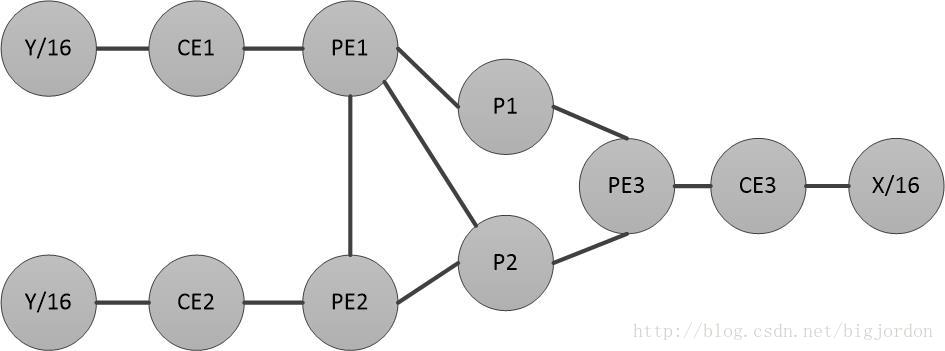 Y/16
CE1
PE1
P1
PE3
CE3
X/16
P2
Y/16
CE2
PE2
http://blog.csdn.net/bigjordon